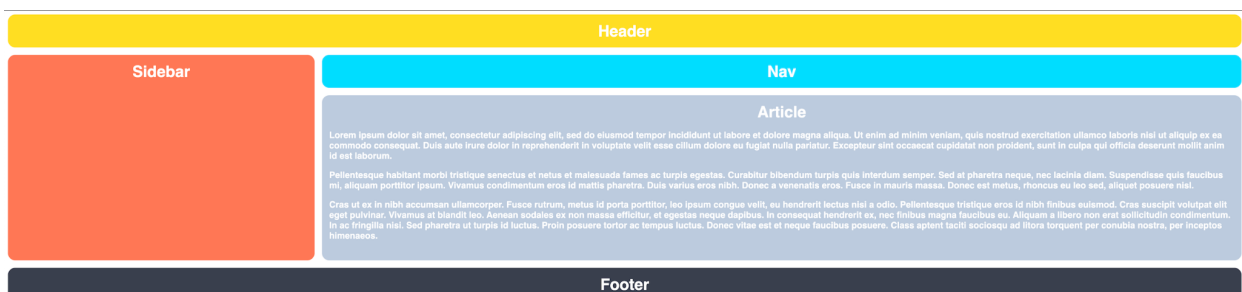 Header
Sidebar
Nav
Article
Lorem ipsum dolor sit amet, consectetur adipiscing elit, sed do eiusmod tempor incididunt ut labore et dolore magna aliqua. Ut enim ad minim veniam, quis nostrud exercitation ullamco laboris nisi ut aliquip ex ea
commodo consequat. Duis aute irure dolor in reprehenderit in voluptate velit esse cillum dolore eu fugiat nulla pariatur. Excepteur sint occaecat cupidatat non proident, sunt in culpa qui officia deserunt mollit anim
id est laborum.
Pellentesque habitant morbi tristique senectus et netus et malesuada fames ac turpis egestas. Curabitur bibendum turpis quis interdum semper. Sed at pharetra neque, nec lacinia diam. Suspendisse quis faucibus
mi, aliquam porttitor ipsum. Vivamus condimentum eros id mattis pharetra. Duis varius eros nibh. Donec a venenatis eros. Fusce in mauris massa. Donec est metus, rhoncus eu leo sed, aliquet posuere nisl.
Cras ut ex in nibh accumsan ullamcorper. Fusce rutrum, metus id porta porttitor, leo ipsum congue velit, eu hendrerit lectus nisi a odio. Pellentesque tristique eros id nibh finibus euismod. Cras suscipit volutpat elit
eget pulvinar. Vivamus at blandit leo. Aenean sodales ex non massa efficitur, et egestas neque dapibus. In consequat hendrerit ex, nec finibus magna faucibus eu. Aliquam a libero non erat sollicitudin condimentum.
In ac fringilla nisi. Sed pharetra ut turpis id luctus. Proin posuere tortor ac tempus luctus. Donec vitae est et neque faucibus posuere. Class aptent taciti sociosqu ad litora torquent per conubia nostra, per inceptos
himenaeos.
Footer